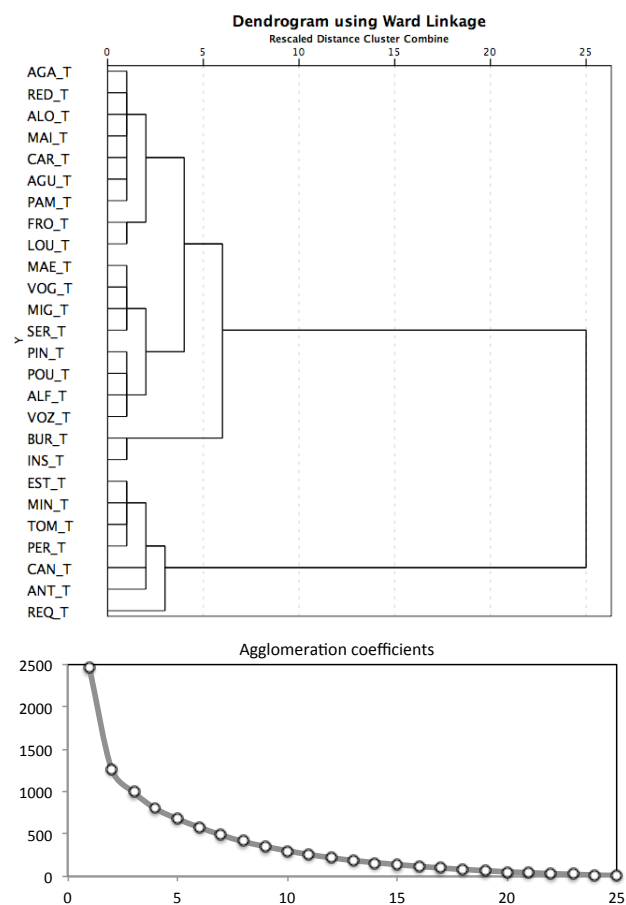 Dendrogram using Ward Linkage
Rescaled Distance Cluster Combine
0 5 10 15 20 25
AGA_T
RED_T
ALO_T
MAI_T
CAR_T
AGU_T
PAM_T
FRO_T
LOU_T
MAE_T
VOG_T
MIG_T
SER_T
Y
PIN_T
POU_T
ALF_T
VOZ_T
BUR_T
INS_T
EST_T
MIN_T
TOM_T
PER_T
CAN_T
ANT_T
REQ_T
Agglomeration coefficients
2500
2000
1500
1000
500
0
0 5 10 15 20 25